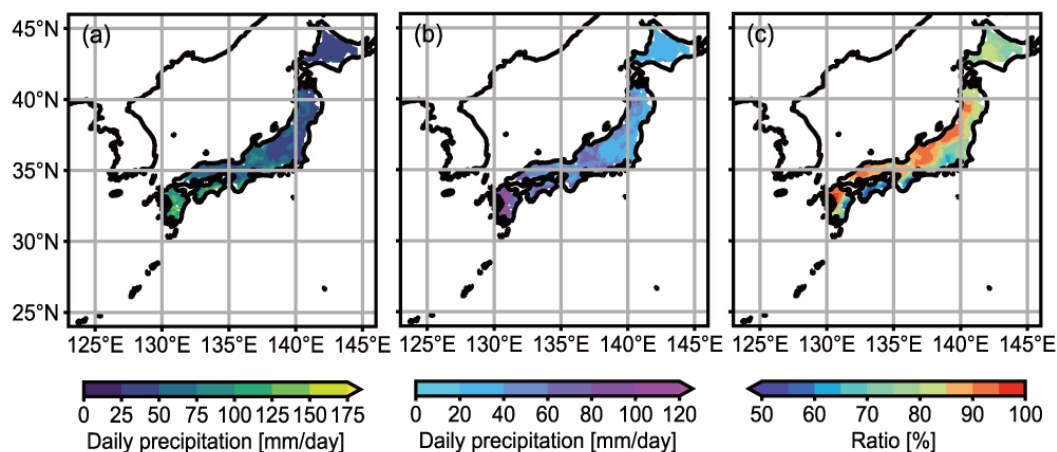 (a) (b) (c)
45°N
40°N
35°N
30°N
25°N
125°E 130°E 135°E 140°E 145°E 125°E 130°E 135°E 140°E 145°E 125°E 130°E 135°E 140°E 145°E
0 25 50 75 100 125 150 175 0 20 40 60 80 100 120 50 60 70 80 90 100
Daily precipitation [mm/day] Daily precipitation [mm/day] Ratio [%]